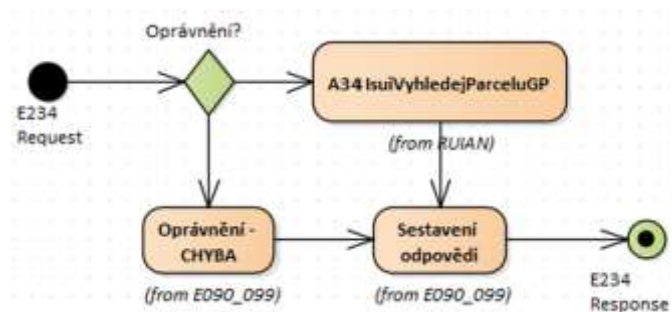 Oprávnění?
E234
Request
A34 IsuiVyhledejParceluGP
(from RUIAN)
Oprávnění -
CHYBA
(from E090_099)
Sestavení
odpovědi
(from E090_099)
E234
Response